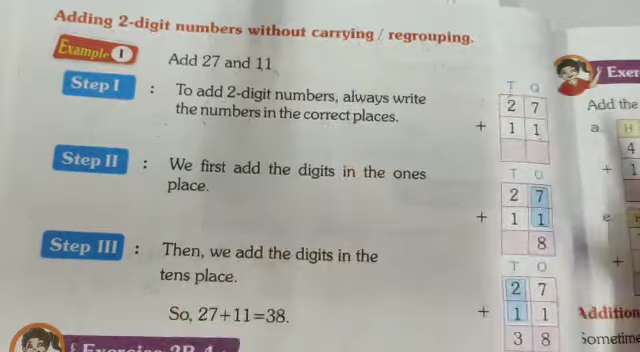 Adding 2-digit numbers without carrying / regrouping.
Example 1
Add 27 and 11
Step I : To add 2-digit numbers, always write
the numbers in the correct places.
T O
2 7
+ 1 1
Step II : We first add the digits in the ones
place.
T O
2 7
+ 1 1
8
Step III : Then, we add the digits in the
tens place.
So, 27+11=38.
T O
2 7
+ 1 1
3 8
Add the
a. H
4
+ 1
e
+
Addition
Sometime